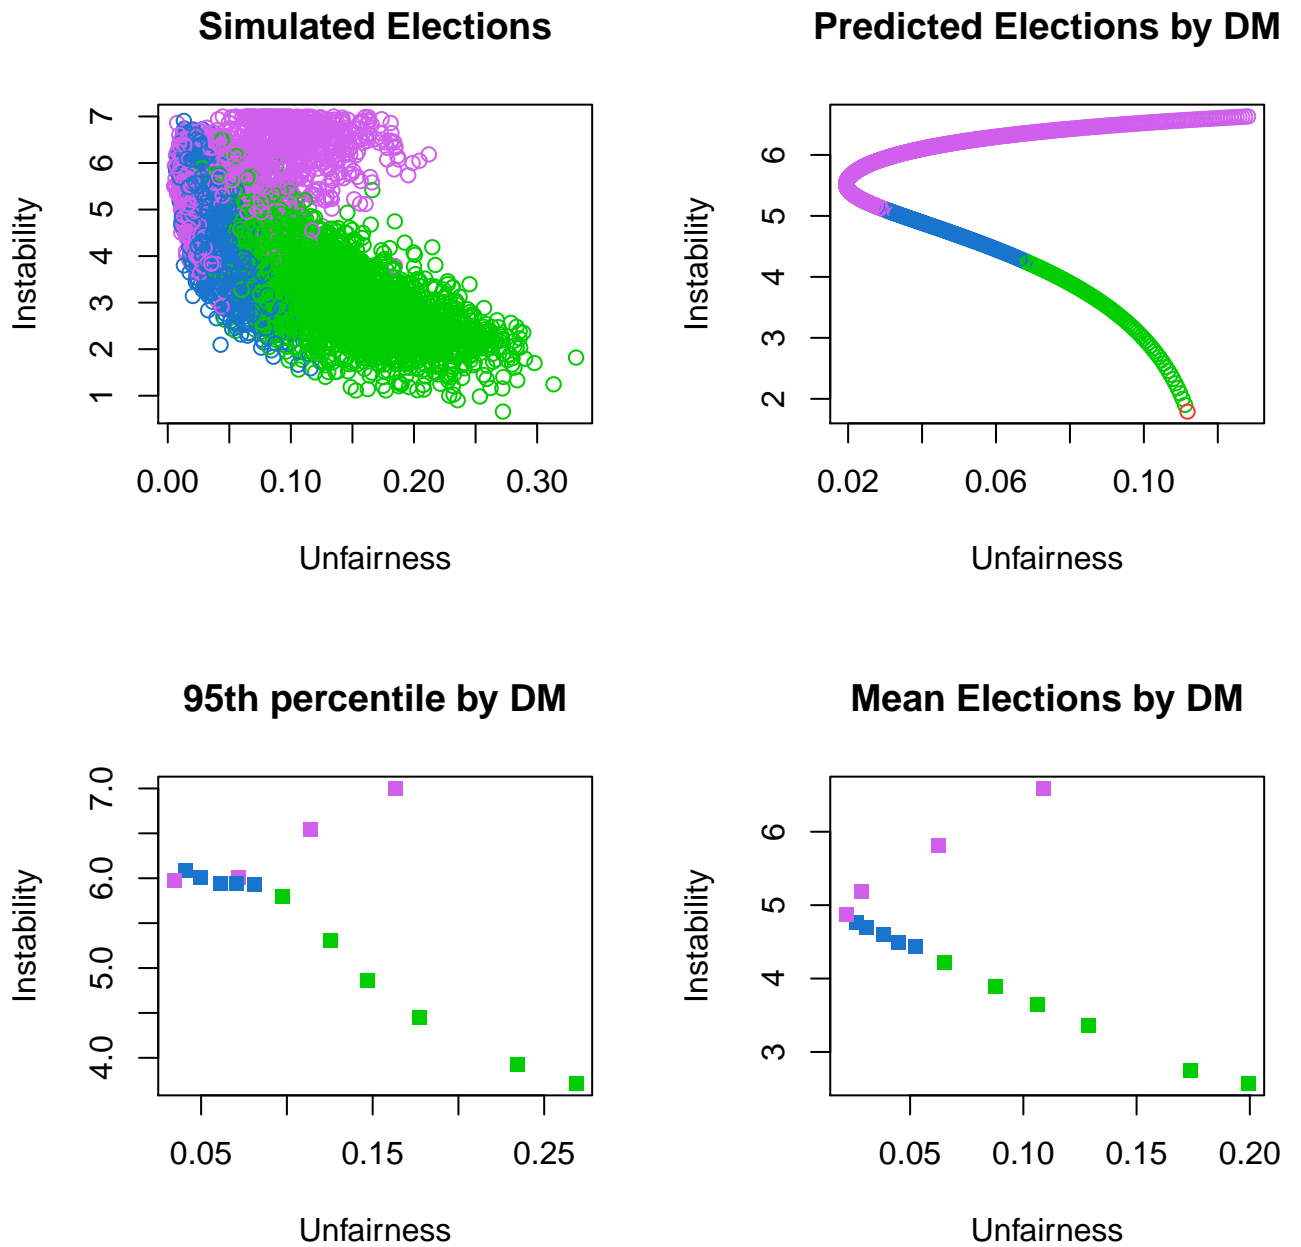 Simulated Elections
Instability
7
6
5
4
3
2
1
0.00 0.10 0.20 0.30
Unfairness
Predicted Elections by DM
Instability
6
5
4
3
2
0.02 0.06 0.10
Unfairness
95th percentile by DM
Instability
7.0
6.0
5.0
4.0
0.05 0.15 0.25
Unfairness
Mean Elections by DM
Instability
6
5
4
3
0.05 0.10 0.15 0.20
Unfairness